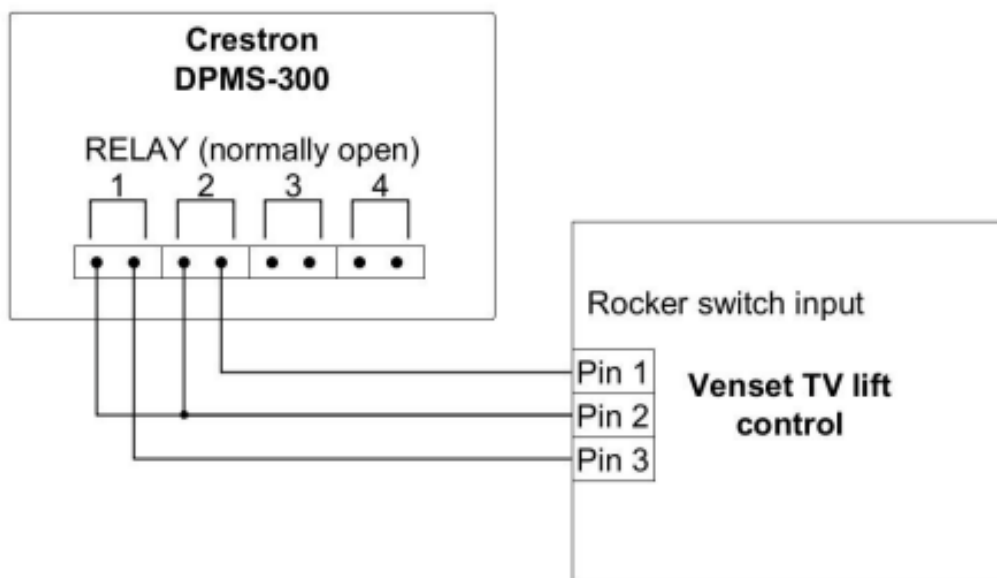 Crestron
DPMS-300
RELAY (normally open)
1 2 3 4
Rocker switch input
Pin 1
Pin 2
Pin 3
Venset TV lift
control